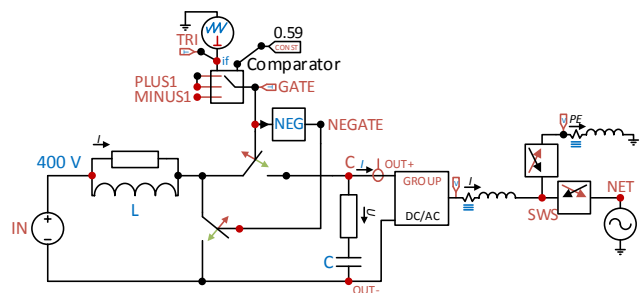 0.59
TRI
CONST
if
Comparator
PLUS1
MINUS1
GATE
NEG
NEGATE
400 V
I
L
IN
C
I
OUT+
U
C
OUT-
GROUP
DC/AC
V
I
V
PE
SWS
NET